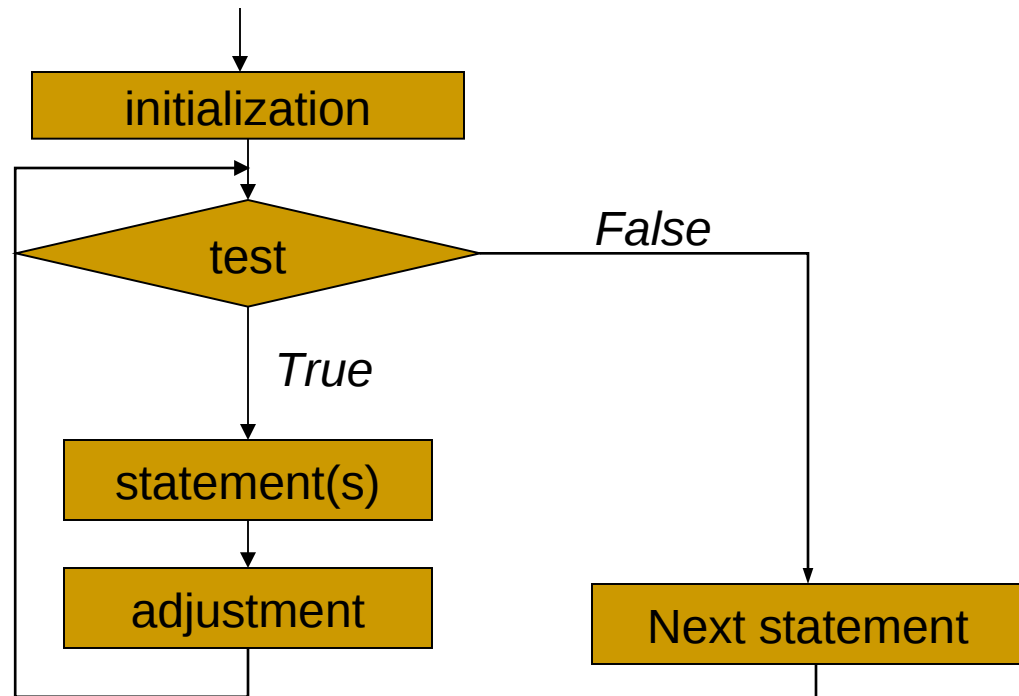 initialization
test
False
True
statement(s)
adjustment
Next statement